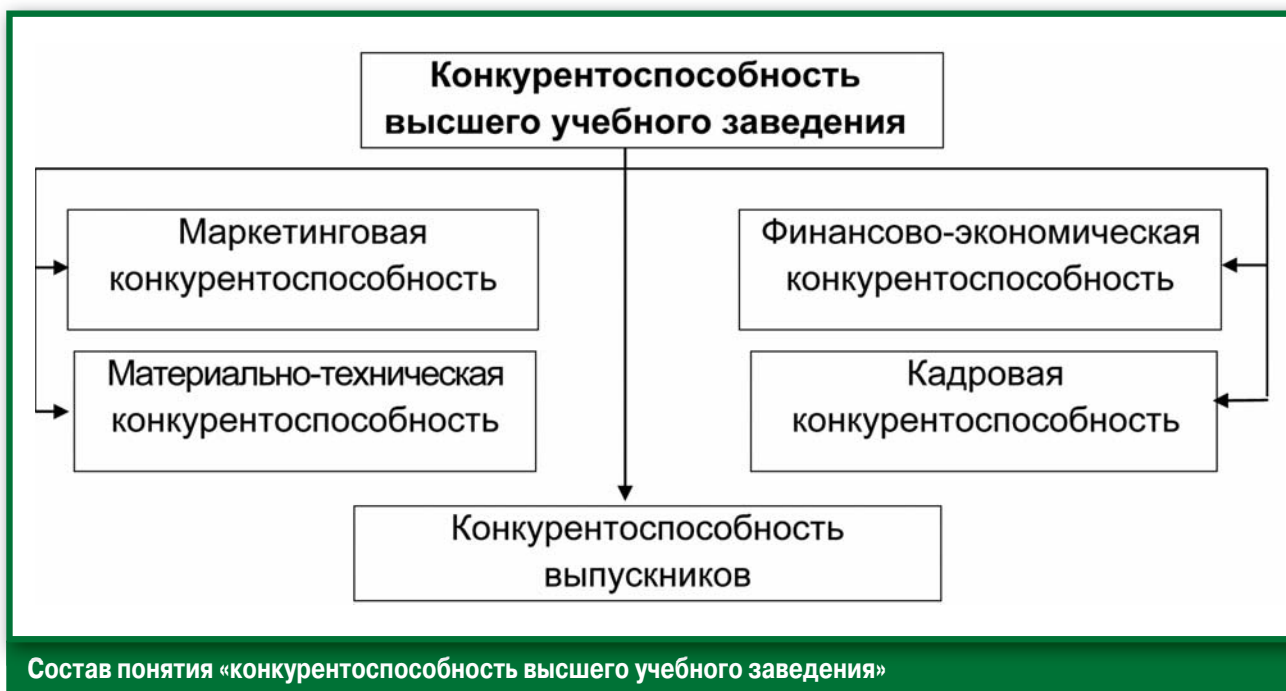 Конкурентоспособность
высшего учебного заведения
Маркетинговая
конкурентоспособность
Финансово-экономическая
конкурентоспособность
Материально-техническая
конкурентоспособность
Кадровая
конкурентоспособность
Конкурентоспособность
выпускников
Состав понятия «конкурентоспособность высшего учебного заведения»